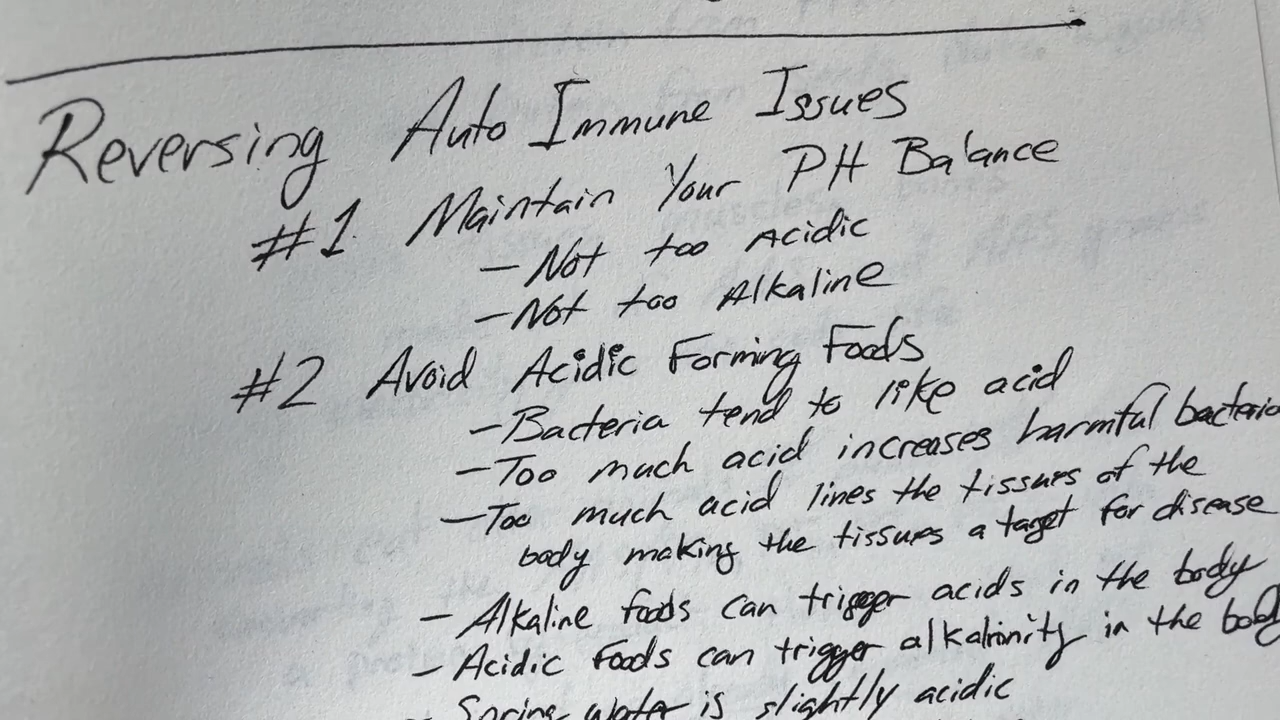 Reversing Auto Immune Issues
#1 Maintain Your PH Balance
- Not too Acidic
- Not too Alkaline
#2 Avoid Acidic Forming Foods
- Bacteria tend to like acid
- Too much acid increases harmful bacteria
- Too much acid lines the tissues of the
body making the tissues a target for disease
- Alkaline foods can trigger acids in the body
- Acidic Foods can trigger alkalinity in the body
- Spring water is slightly acidic